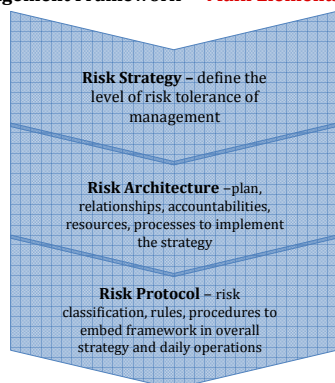 Risk Strategy – define the
level of risk tolerance of
management
Risk Architecture –plan,
relationships, accountabilities,
resources, processes to implement
the strategy
Risk Protocol – risk
classification, rules, procedures to
embed framework in overall
strategy and daily operations